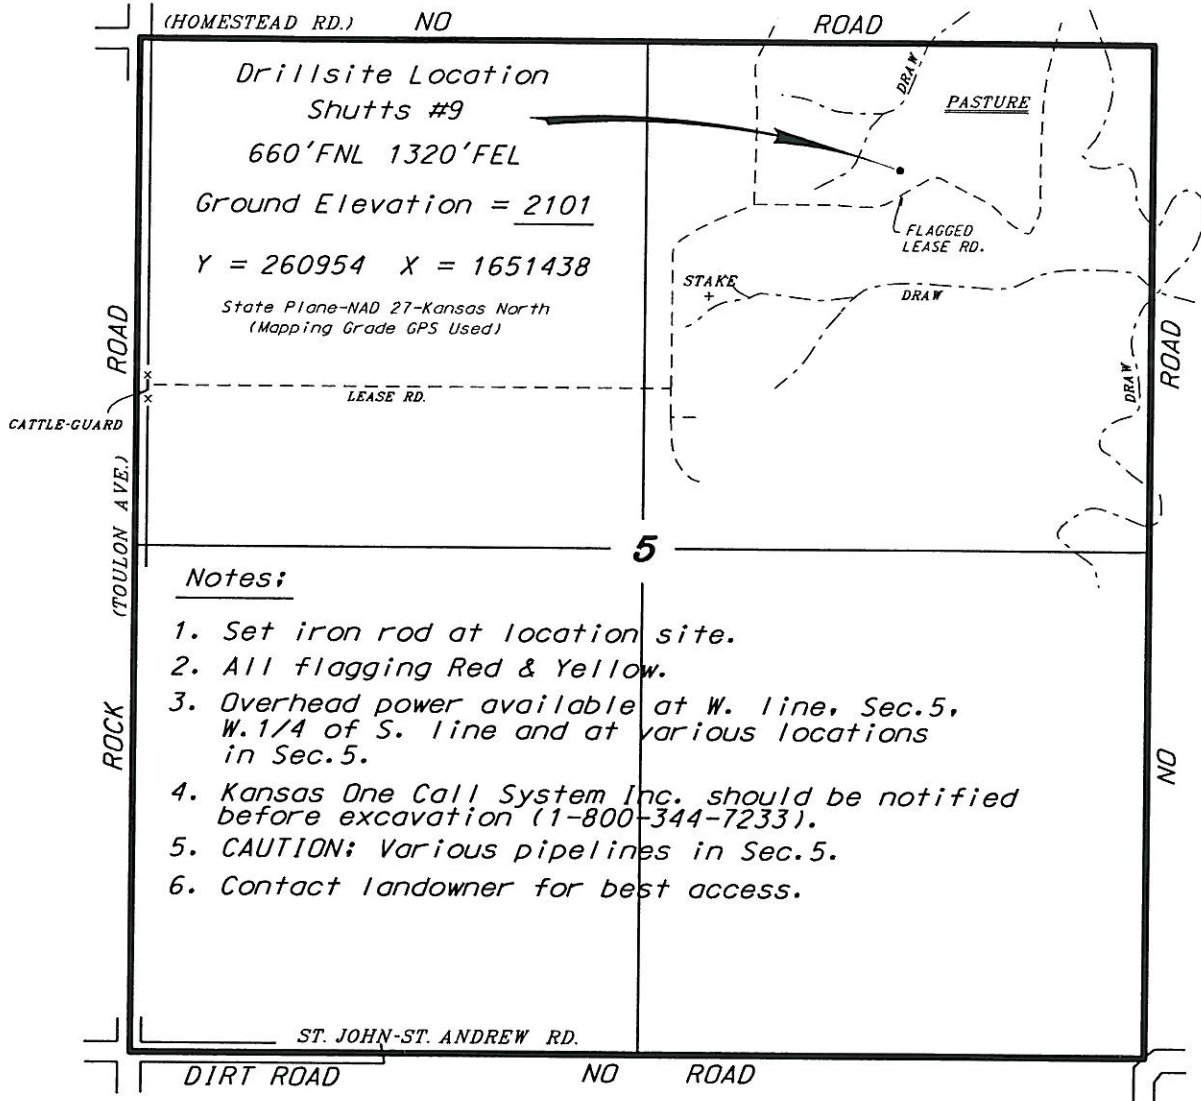 (HOMESTEAD RD.) NO ROAD
Drillsite Location
Shutts #9
660'FNL 1320'FEL
Ground Elevation = 2101
Y = 260954 X = 1651438
State Plane-NAD 27-Kansas North
(Mapping Grade GPS Used)
DRAW
PASTURE
FLAGGED
LEASE RD.
STAKE
DRAW
DRAW
ROAD
ROAD
LEASE RD.
CATTLE-GUARD
(TOULON AVE.)
5
Notes:
1. Set iron rod at location site.
2. All flagging Red & Yellow.
3. Overhead power available at W. line, Sec.5,
W.1/4 of S. line and at various locations
in Sec.5.
4. Kansas One Call System Inc. should be notified
before excavation (1-800-344-7233).
5. CAUTION: Various pipelines in Sec.5.
6. Contact landowner for best access.
ROCK
NO
ST. JOHN-ST. ANDREW RD.
DIRT ROAD NO ROAD